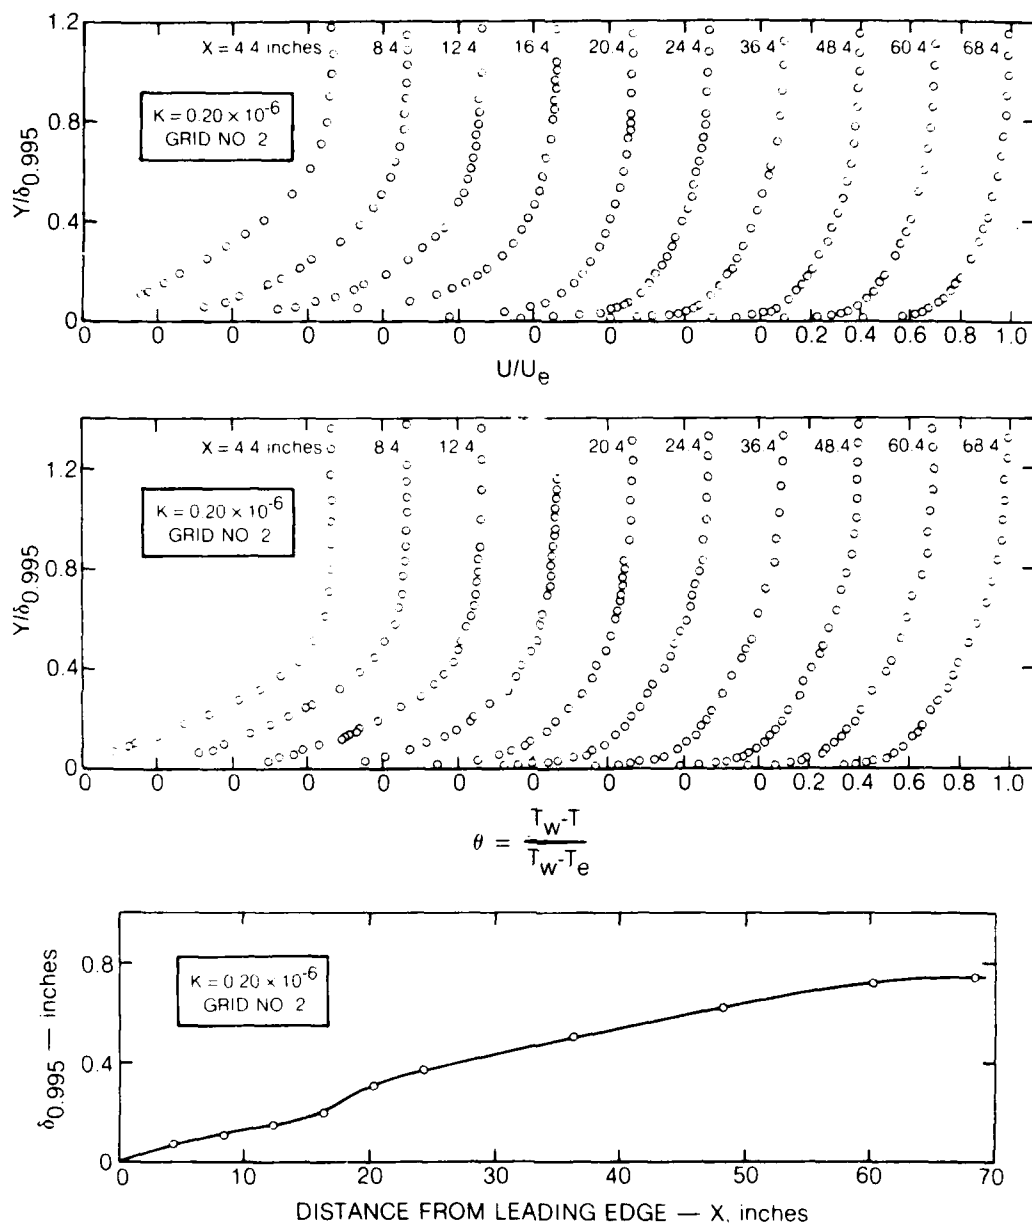 1.2
X = 4.4 inches 8.4 12.4 16.4 20.4 24.4 36.4 48.4 60.4 68.4
K = 0.20 × 10⁻⁶
GRID NO. 2
0.8
Y/δ0.995
0.4
0
0 0 0 0 0 0 0 0 0 0 0.2 0.4 0.6 0.8 1.0
U/Ue
X = 4.4 inches 8.4 12.4 20.4 24.4 36.4 48.4 60.4 68.4
1.2
K = 0.20 × 10⁻⁶
GRID NO. 2
0.8
Y/δ0.995
0.4
0
0 0 0 0 0 0 0 0 0 0 0.2 0.4 0.6 0.8 1.0
θ = Tw-T
Tw-Te
0.8
K = 0.20 × 10⁻⁶
GRID NO. 2
δ0.995 — inches
0.4
0
0 10 20 30 40 50 60 70
DISTANCE FROM LEADING EDGE — X, inches